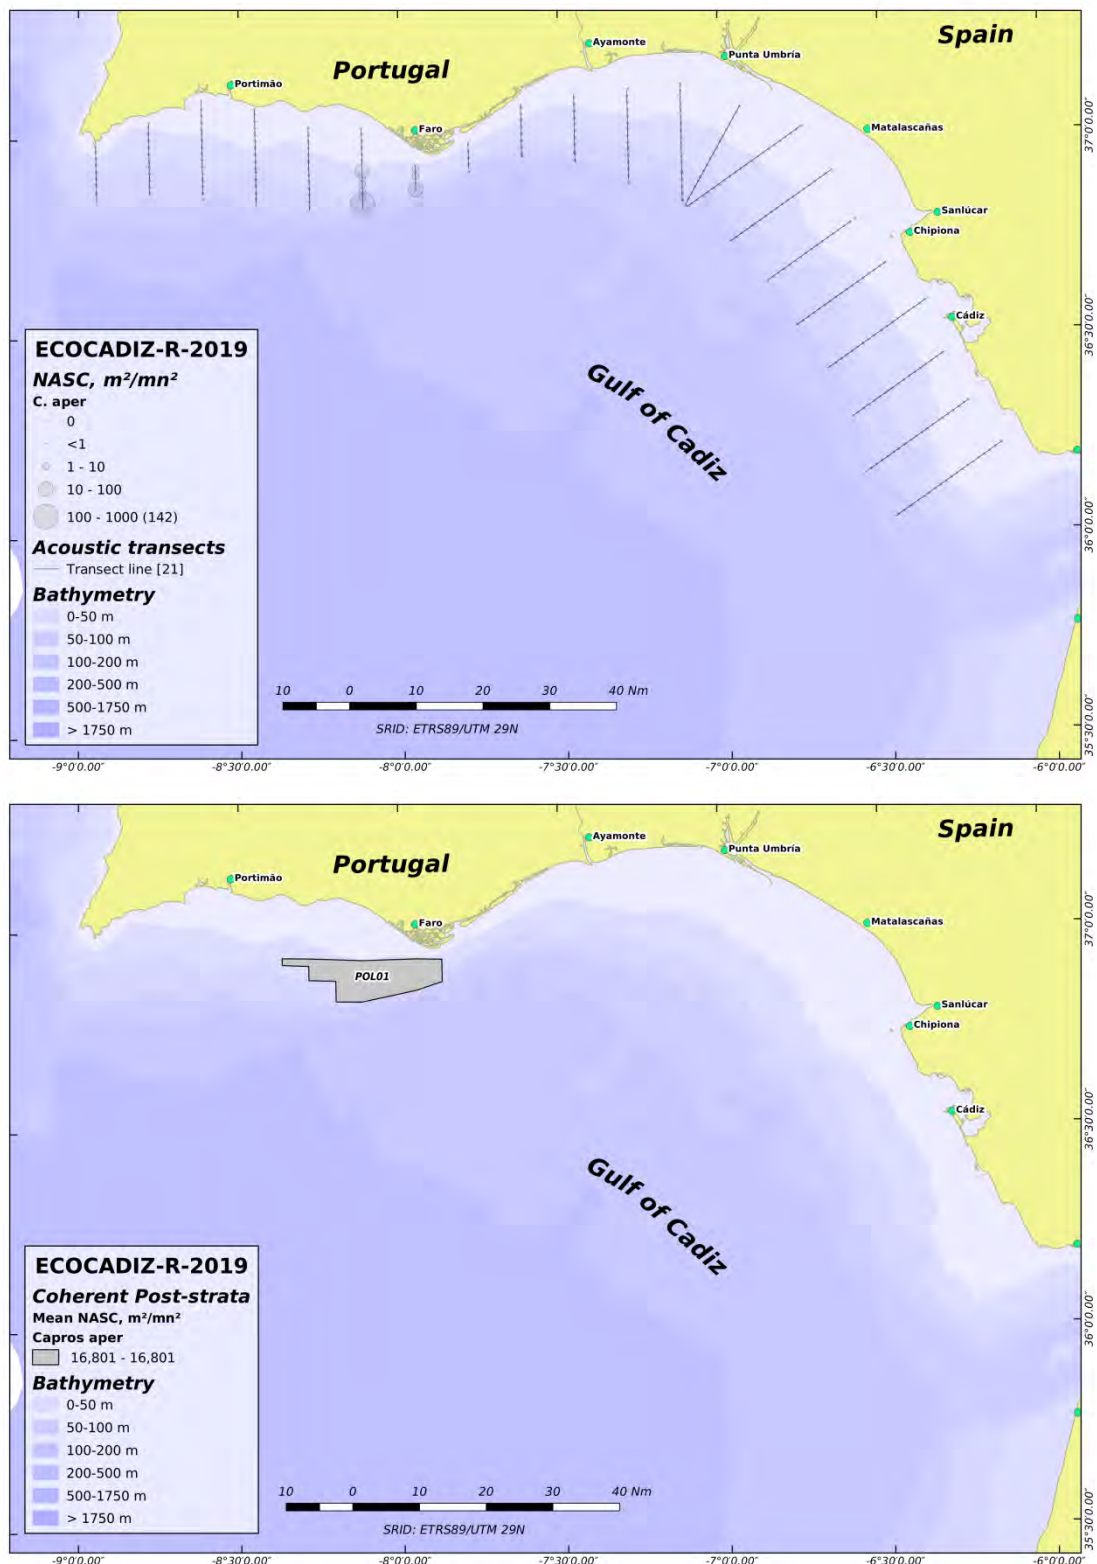 Spain
Ayamonte
Punta Umbría
Portugal
Portimão
Faro
Matalascañas
Sanlúcar
Chipiona
Cádiz
Gulf of Cadiz
37°0'0.00"
36°30'0.00"
36°0'0.00"
35°30'0.00"
ECOCADIZ-R-2019
NASC, m²/mn²
C. aper
0
<1
1 - 10
10 - 100
100 - 1000 (142)
Acoustic transects
Transect line [21]
Bathymetry
0-50 m
50-100 m
100-200 m
200-500 m
500-1750 m
> 1750 m
10 0 10 20 30 40 Nm
SRID: ETRS89/UTM 29N
-9°0'0.00" -8°30'0.00" -8°0'0.00" -7°30'0.00" -7°0'0.00" -6°30'0.00" -6°0'0.00"
Spain
Ayamonte
Punta Umbría
Portugal
Portimão
Faro
Matalascañas
POL01
Sanlúcar
Chipiona
Cádiz
Gulf of Cadiz
37°0'0.00"
36°30'0.00"
36°0'0.00"
35°30'0.00"
ECOCADIZ-R-2019
Coherent Post-strata
Mean NASC, m²/mn²
Capros aper
16,801 - 16,801
Bathymetry
0-50 m
50-100 m
100-200 m
200-500 m
500-1750 m
> 1750 m
10 0 10 20 30 40 Nm
SRID: ETRS89/UTM 29N
-9°0'0.00" -8°30'0.00" -8°0'0.00" -7°30'0.00" -7°0'0.00" -6°30'0.00" -6°0'0.00"